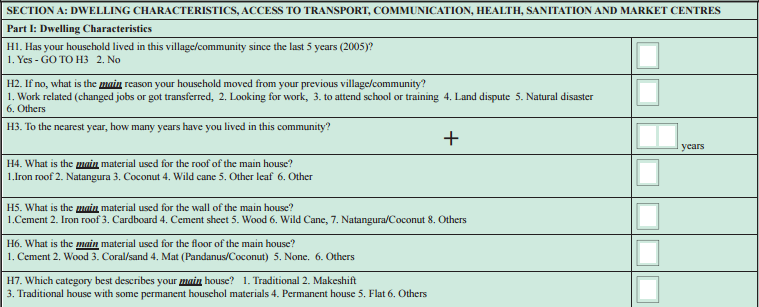 SECTION A: DWELLING CHARACTERISTICS, ACCESS TO TRANSPORT, COMMUNICATION, HEALTH, SANITATION AND MARKET CENTRES
Part I: Dwelling Characteristics
H1. Has your household lived in this village/community since the last 5 years (2005)?
1. Yes - GO TO H3 2. No
H2. If no, what is the main reason your household moved from your previous village/community?
1. Work related (changed jobs or got transferred, 2. Looking for work, 3. to attend school or training 4. Land dispute 5. Natural disaster
6. Others
H3. To the nearest year, how many years have you lived in this community?
years
H4. What is the main material used for the roof of the main house?
1.Iron roof 2. Natangura 3. Coconut 4. Wild cane 5. Other leaf 6. Other
H5. What is the main material used for the wall of the main house?
1.Cement 2. Iron roof 3. Cardboard 4. Cement sheet 5. Wood 6. Wild Cane, 7. Natangura/Coconut 8. Others
H6. What is the main material used for the floor of the main house?
1. Cement 2. Wood 3. Coral/sand 4. Mat (Pandanus/Coconut) 5. None. 6. Others
H7. Which category best describes your main house? 1. Traditional 2. Makeshift
3. Traditional house with some permanent househol materials 4. Permanent house 5. Flat 6. Others